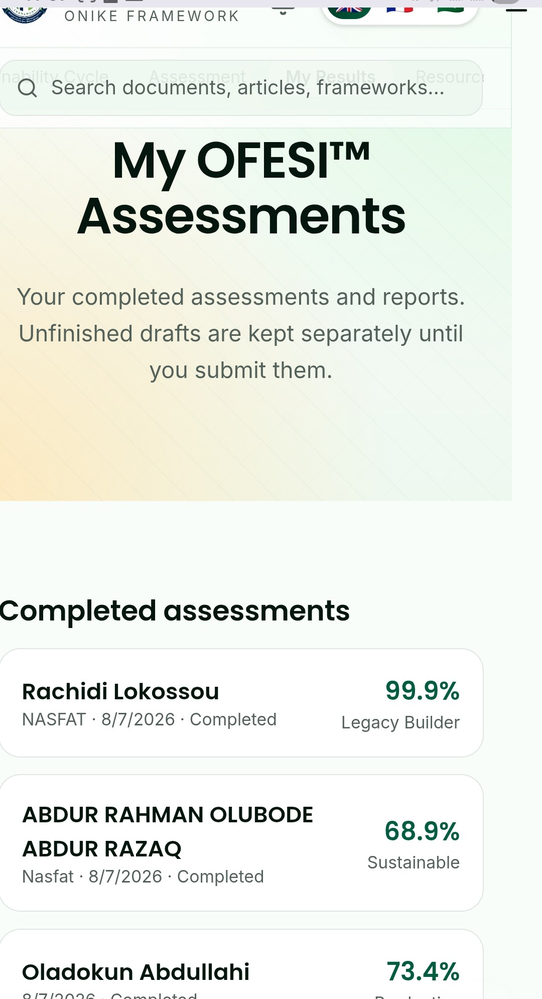 ONIKE FRAMEWORK
nability Cycle Assessment My Results Resourc
Search documents, articles, frameworks...
My OFESI™
Assessments
Your completed assessments and reports.
Unfinished drafts are kept separately until
you submit them.
Completed assessments
Rachidi Lokossou
99.9%
NASFAT · 8/7/2026 · Completed
Legacy Builder
ABDUR RAHMAN OLUBODE
ABDUR RAZAQ
68.9%
Nasfat · 8/7/2026 · Completed
Sustainable
Oladokun Abdullahi
73.4%
8/7/2026 · Completed